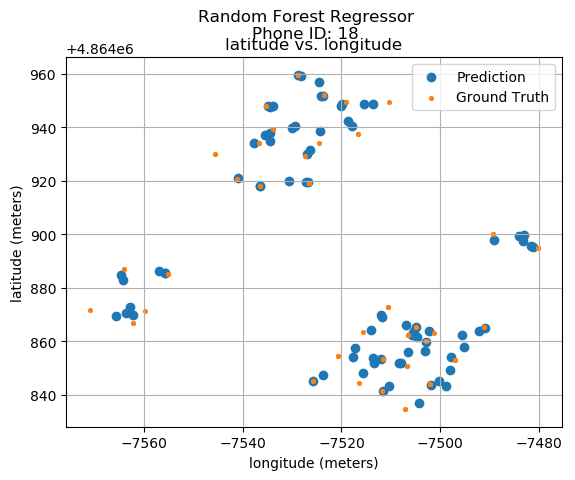 Random Forest Regressor
Phone ID: 18
latitude vs. longitude
+4.864e6
Prediction
Ground Truth
960
940
920
900
880
860
840
latitude (meters)
−7560
−7540
−7520
−7500
−7480
longitude (meters)